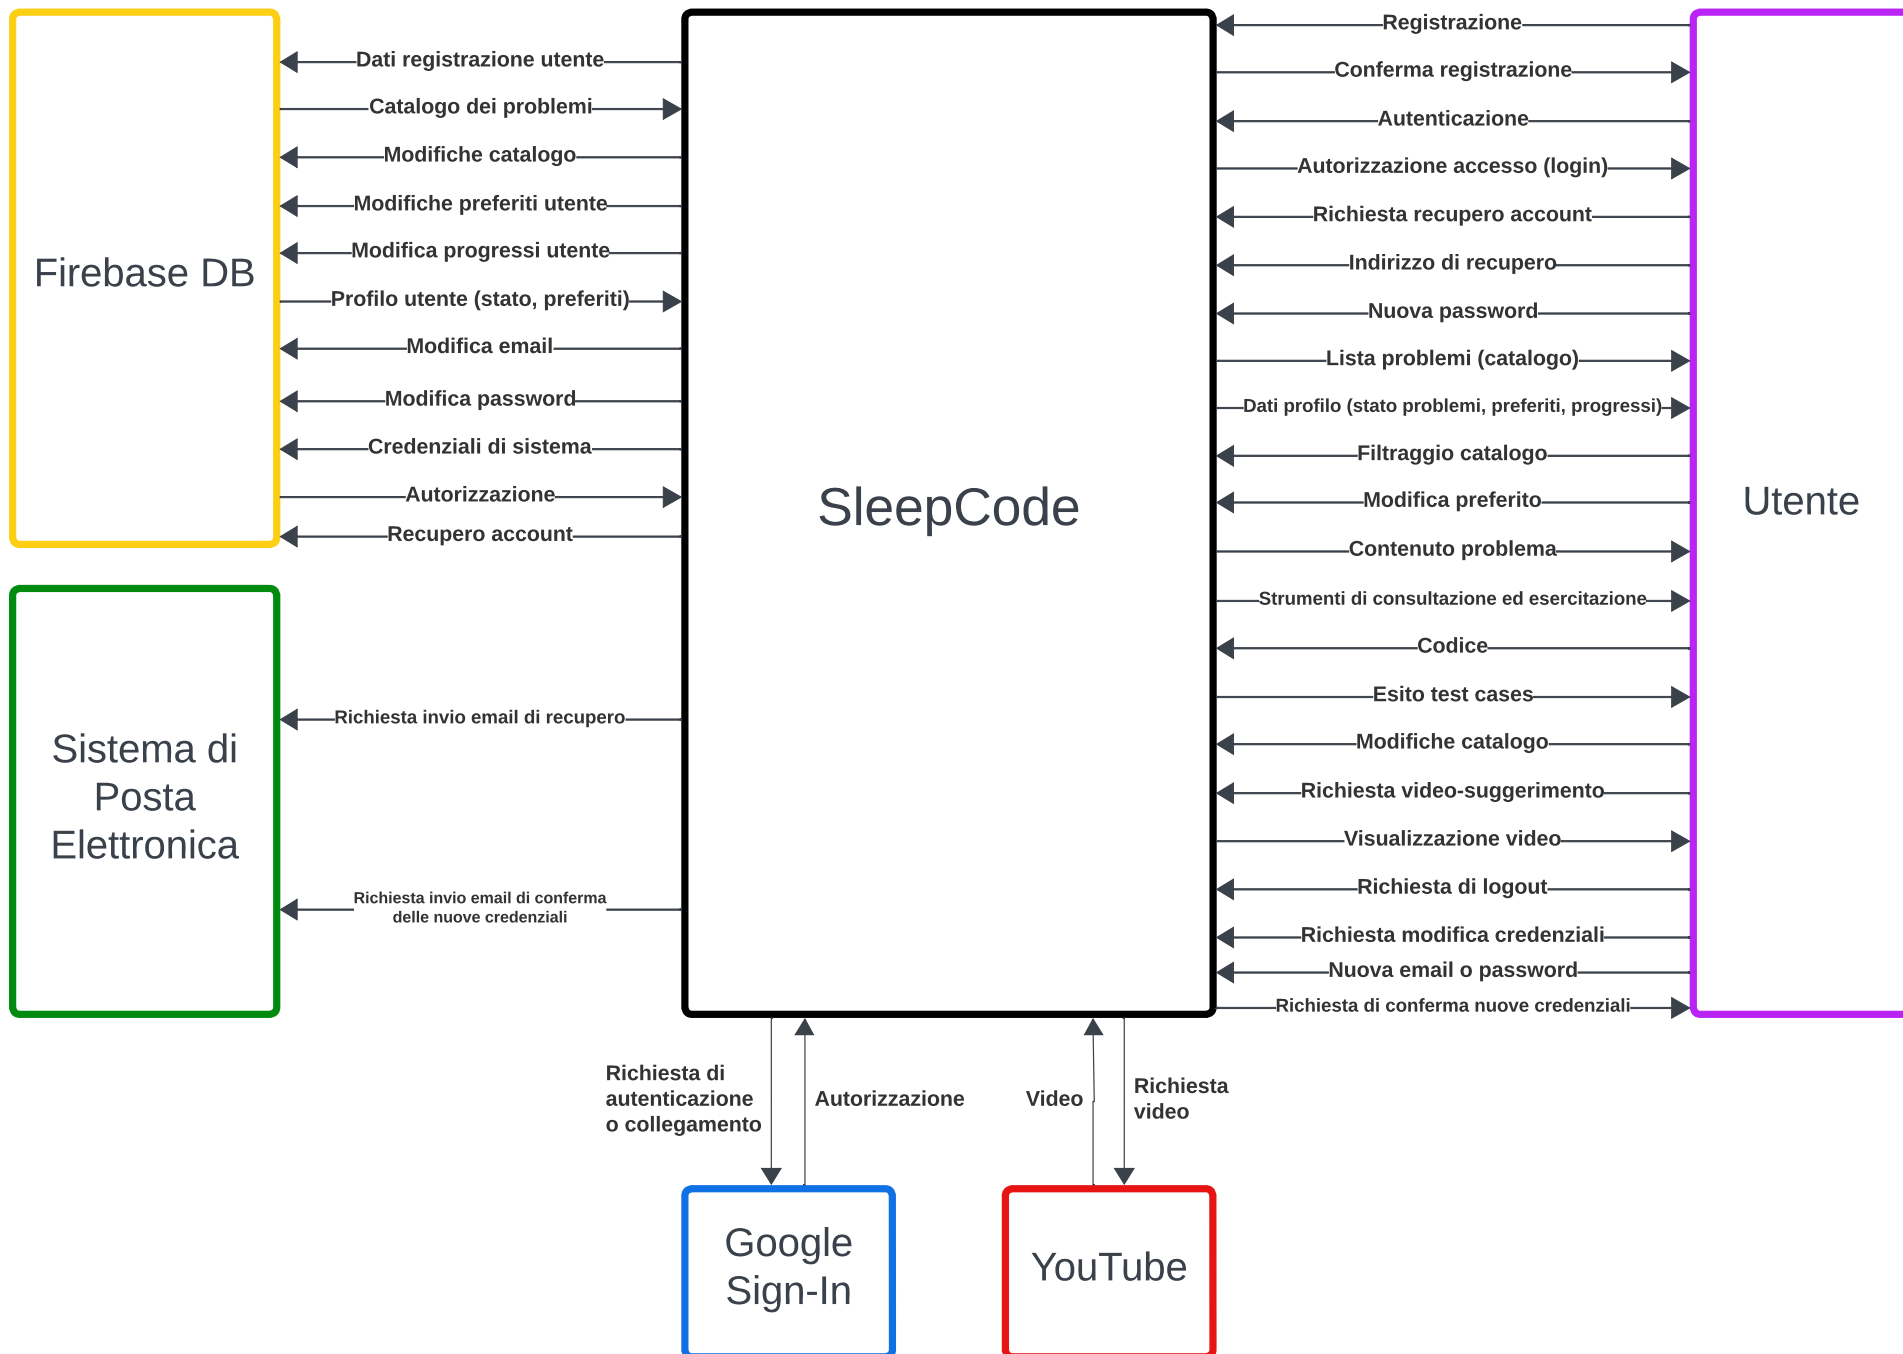 Firebase DB
Dati registrazione utente
Catalogo dei problemi
Modifiche catalogo
Modifiche preferiti utente
Modifica progressi utente
Profilo utente (stato, preferiti)
Modifica email
Modifica password
Credenziali di sistema
Autorizzazione
Recupero account
Sistema di
Posta
Elettronica
Richiesta invio email di recupero
Richiesta invio email di conferma
delle nuove credenziali
SleepCode
Registrazione
Conferma registrazione
Autenticazione
Autorizzazione accesso (login)
Richiesta recupero account
Indirizzo di recupero
Nuova password
Lista problemi (catalogo)
Dati profilo (stato problemi, preferiti, progressi)
Filtraggio catalogo
Modifica preferito
Contenuto problema
Strumenti di consultazione ed esercitazione
Codice
Esito test cases
Modifiche catalogo
Richiesta video-suggerimento
Visualizzazione video
Richiesta di logout
Richiesta modifica credenziali
Nuova email o password
Richiesta di conferma nuove credenziali
Utente
Richiesta di
autenticazione
o collegamento
Autorizzazione
Video
Richiesta
video
Google
Sign-In
YouTube